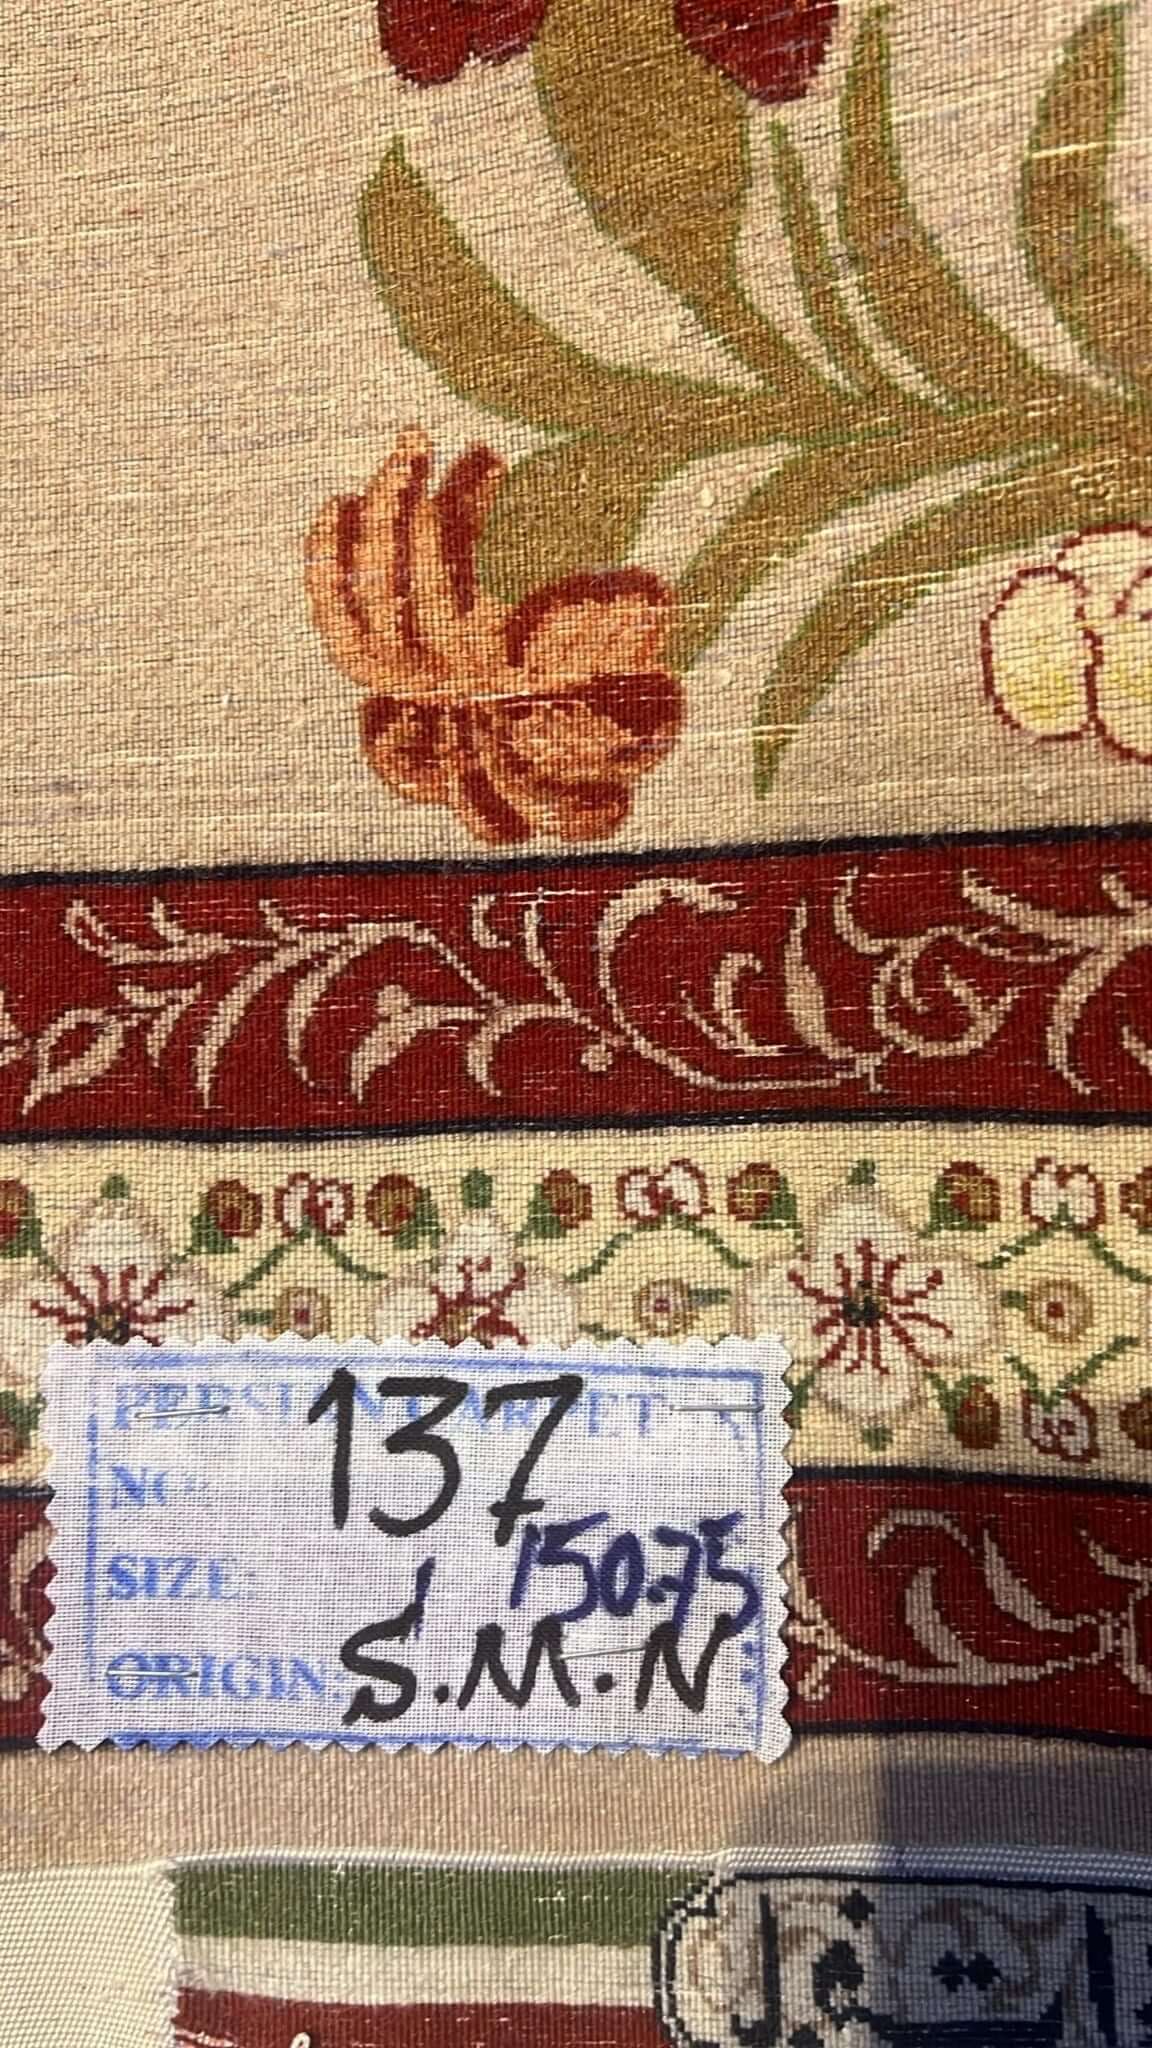 PERSIAN CARPET
137
NO:
SIZE: 150.75
ORIGIN: S.M.N